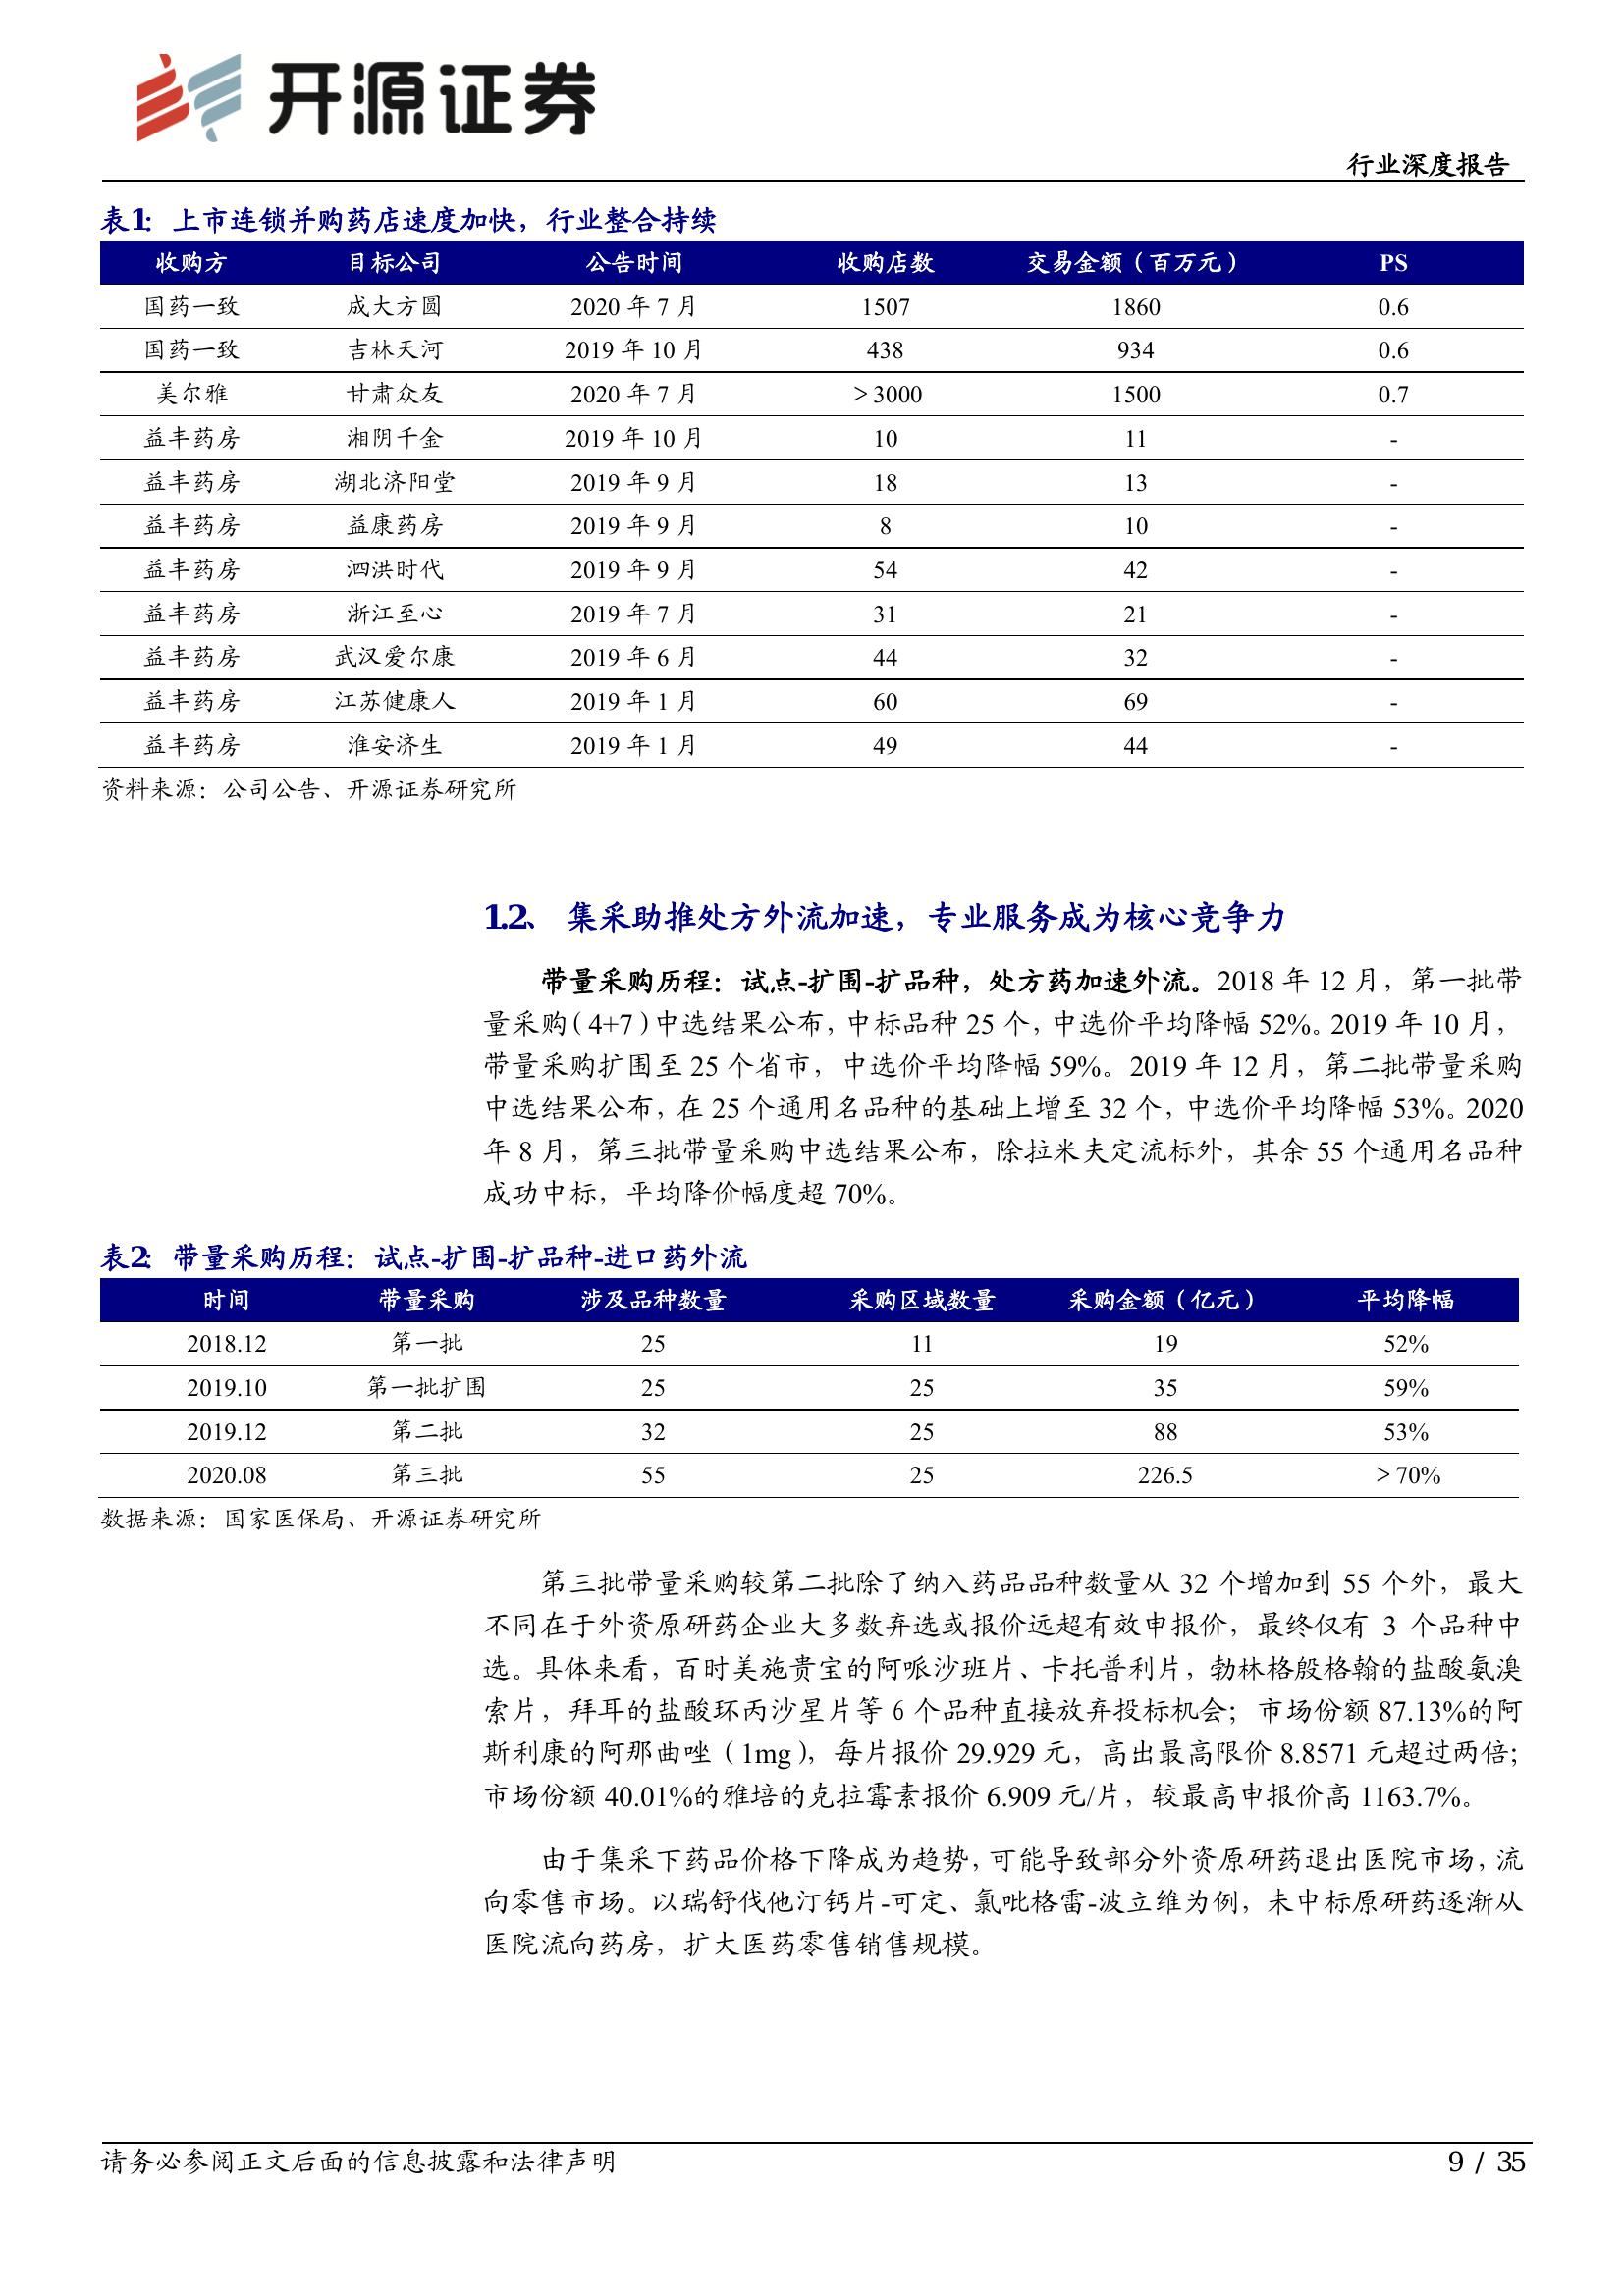 开源证券
行业深度报告
表1：上市连锁并购药店速度加快，行业整合持续
收购方 目标公司 公告时间 收购店数 交易金额（百万元） PS
国药一致 成大方圆 2020 年 7 月 1507 1860 0.6
国药一致 吉林天河 2019 年 10 月 438 934 0.6
美尔雅 甘肃众友 2020 年 7 月 ＞3000 1500 0.7
益丰药房 湘阴千金 2019 年 10 月 10 11 -
益丰药房 湖北济阳堂 2019 年 9 月 18 13 -
益丰药房 益康药房 2019 年 9 月 8 10 -
益丰药房 泗洪时代 2019 年 9 月 54 42 -
益丰药房 浙江至心 2019 年 7 月 31 21 -
益丰药房 武汉爱尔康 2019 年 6 月 44 32 -
益丰药房 江苏健康人 2019 年 1 月 60 69 -
益丰药房 淮安济生 2019 年 1 月 49 44 -
资料来源：公司公告、开源证券研究所
1.2、 集采助推处方外流加速，专业服务成为核心竞争力
带量采购历程：试点-扩围-扩品种，处方药加速外流。2018 年 12 月，第一批带
量采购（4+7）中选结果公布，中标品种 25 个，中选价平均降幅 52%。2019 年 10 月，
带量采购扩围至 25 个省市，中选价平均降幅 59%。2019 年 12 月，第二批带量采购
中选结果公布，在 25 个通用名品种的基础上增至 32 个，中选价平均降幅 53%。2020
年 8 月，第三批带量采购中选结果公布，除拉米夫定流标外，其余 55 个通用名品种
成功中标，平均降价幅度超 70%。
表2：带量采购历程：试点-扩围-扩品种-进口药外流
时间 带量采购 涉及品种数量 采购区域数量 采购金额（亿元） 平均降幅
2018.12 第一批 25 11 19 52%
2019.10 第一批扩围 25 25 35 59%
2019.12 第二批 32 25 88 53%
2020.08 第三批 55 25 226.5 ＞70%
数据来源：国家医保局、开源证券研究所
第三批带量采购较第二批除了纳入药品品种数量从 32 个增加到 55 个外，最大
不同在于外资原研药企业大多数弃选或报价远超有效申报价，最终仅有 3 个品种中
选。具体来看，百时美施贵宝的阿哌沙班片、卡托普利片，勃林格殷格翰的盐酸氨溴
索片，拜耳的盐酸环丙沙星片等 6 个品种直接放弃投标机会；市场份额 87.13%的阿
斯利康的阿那曲唑（1mg），每片报价 29.929 元，高出最高限价 8.8571 元超过两倍；
市场份额 40.01%的雅培的克拉霉素报价 6.909 元/片，较最高申报价高 1163.7%。
由于集采下药品价格下降成为趋势，可能导致部分外资原研药退出医院市场，流
向零售市场。以瑞舒伐他汀钙片-可定、氯吡格雷-波立维为例，未中标原研药逐渐从
医院流向药房，扩大医药零售销售规模。
请务必参阅正文后面的信息披露和法律声明 9 / 35